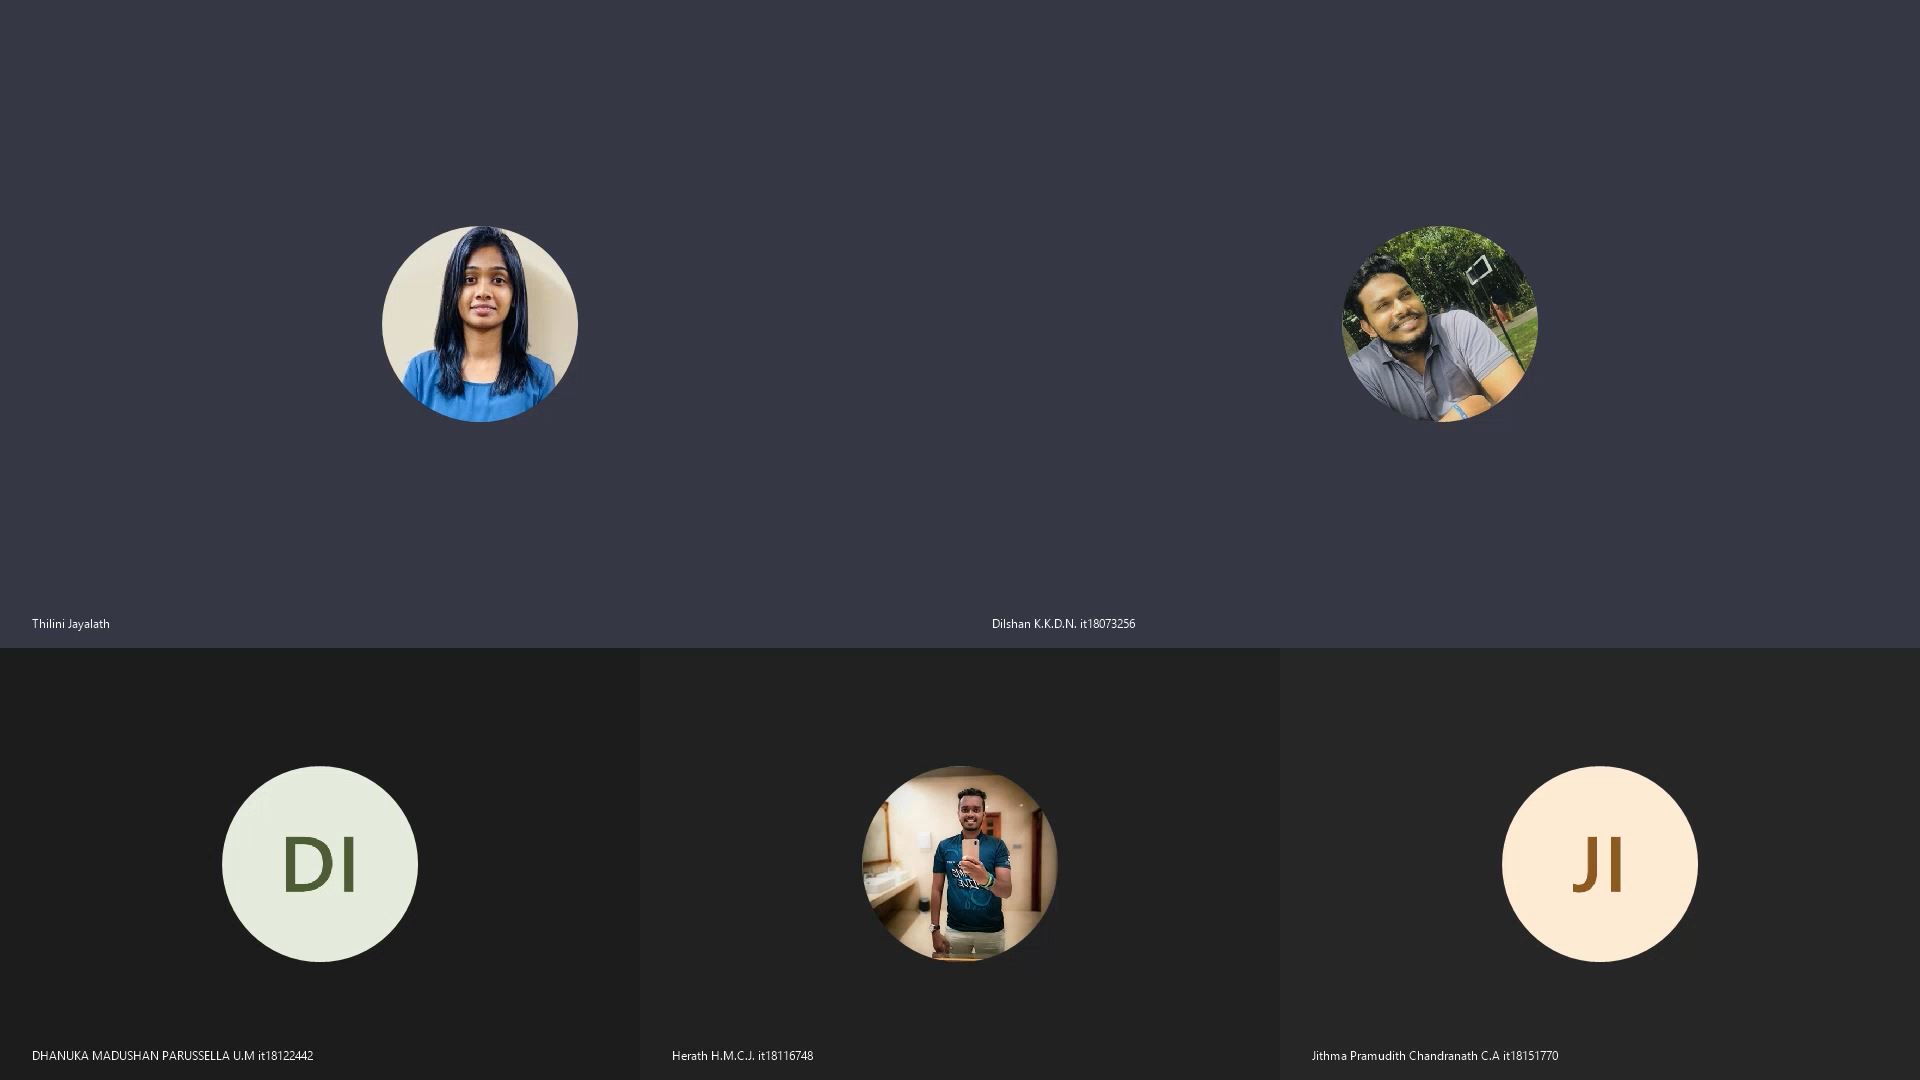 Thilini Jayalath
Dilshan K.K.D.N. it18073256
DI
JI
DHANUKA MADUSHAN PARUSSELLA U.M it18122442
Herath H.M.C.J. it18116748
Jithma Pramudith Chandranath C.A it18151770